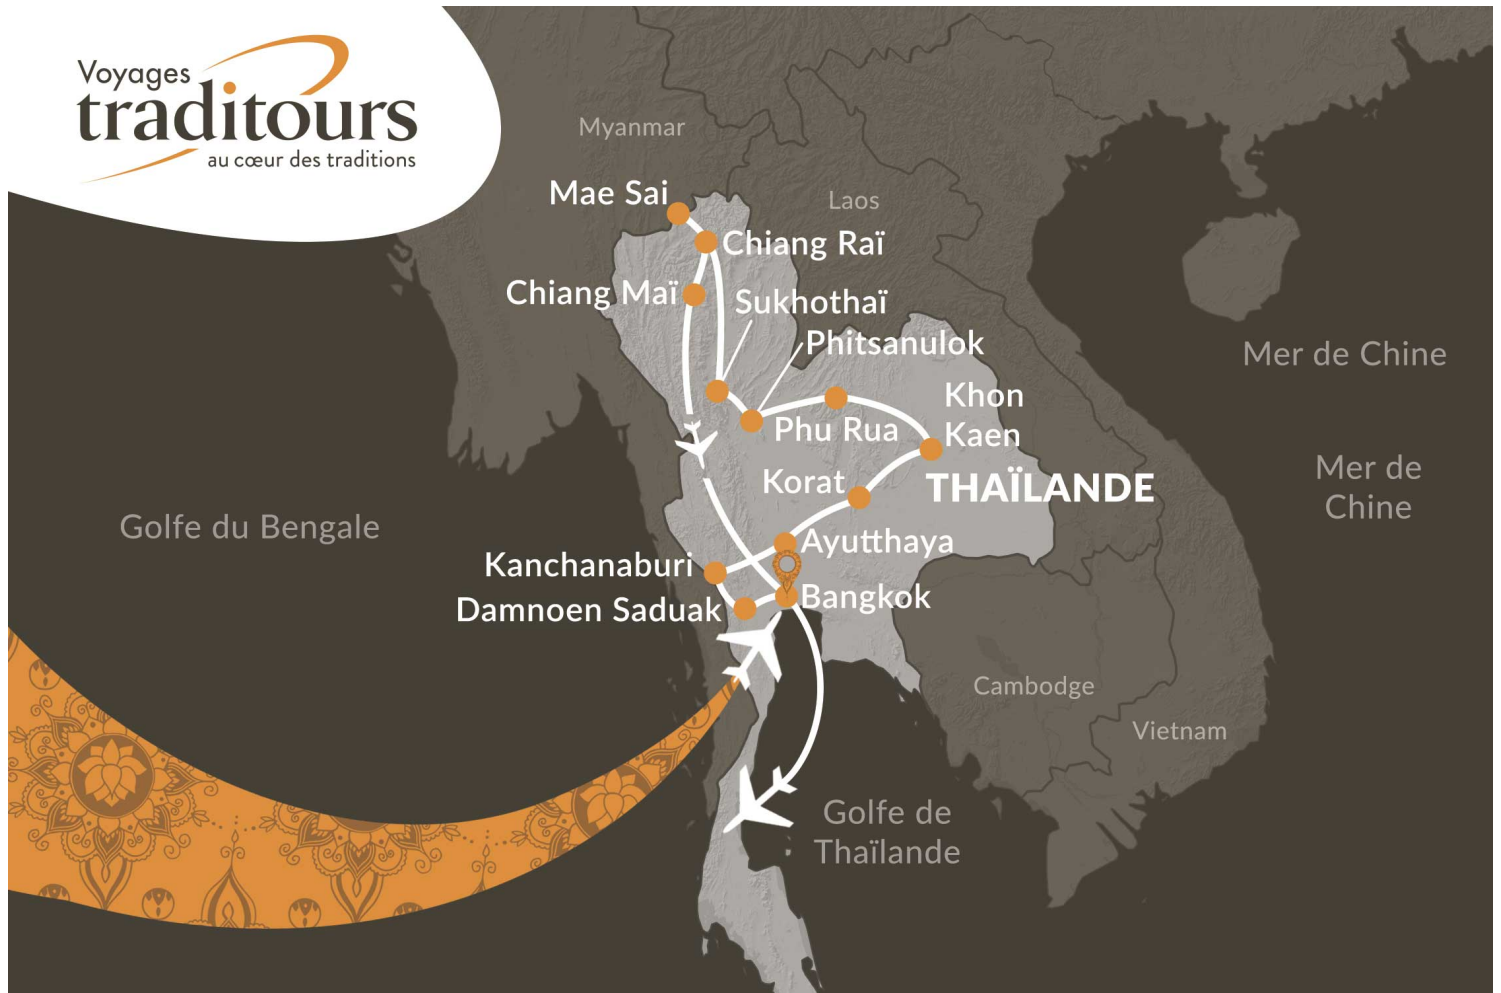 Voyages
traditours
au cœur des traditions
Myanmar
Mae Sai
Laos
Chiang Raï
Chiang Maï
Sukhothaï
Phitsanulok
Mer de Chine
Khon
Kaen
Phu Rua
Mer de
Chine
Korat
THAÏLANDE
Golfe du Bengale
Ayutthaya
Kanchanaburi
Bangkok
Damnoen Saduak
Cambodge
Vietnam
Golfe de
Thaïlande